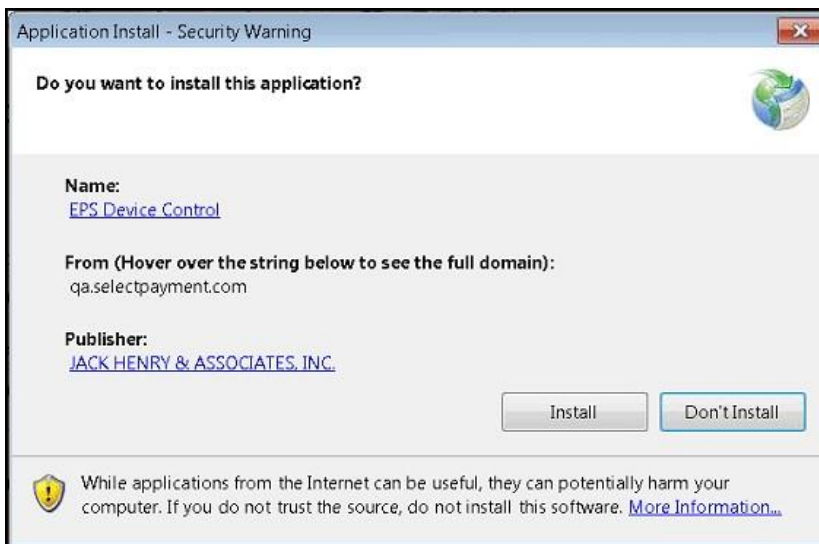 Application Install - Security Warning
Do you want to install this application?
Name:
EPS Device Control
From (Hover over the string below to see the full domain):
qa.selectpayment.com
Publisher:
JACK HENRY & ASSOCIATES, INC.
Install
Don't Install
While applications from the Internet can be useful, they can potentially harm your
computer. If you do not trust the source, do not install this software. More Information...